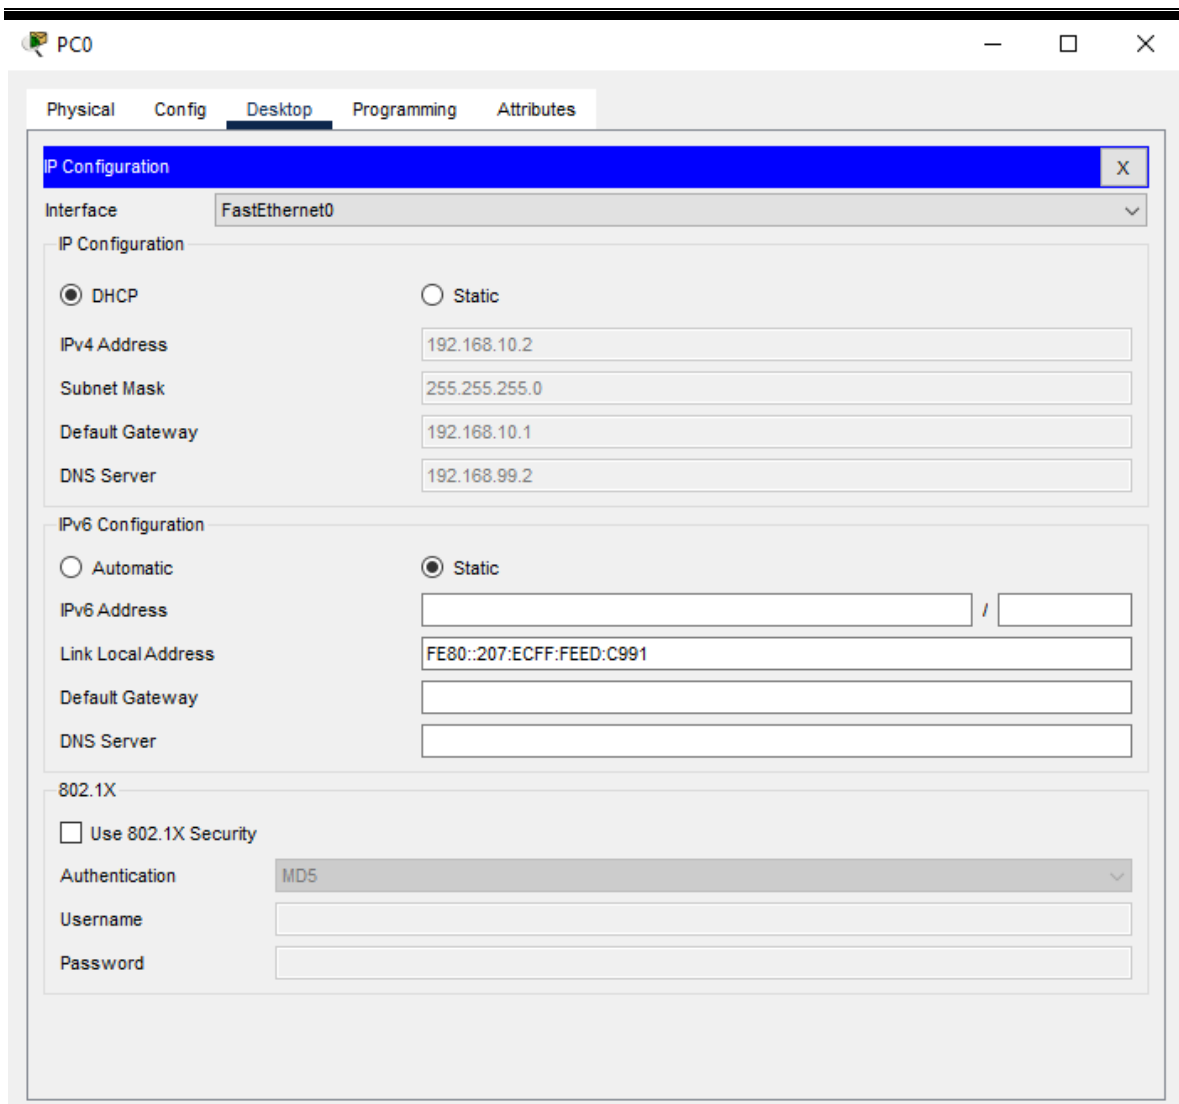 PC0
Physical Config Desktop Programming Attributes
IP Configuration X
Interface FastEthernet0
IP Configuration
DHCP Static
IPv4 Address 192.168.10.2
Subnet Mask 255.255.255.0
Default Gateway 192.168.10.1
DNS Server 192.168.99.2
IPv6 Configuration
Automatic Static
IPv6 Address /
Link Local Address FE80::207:ECFF:FEED:C991
Default Gateway
DNS Server
802.1X
Use 802.1X Security
Authentication MD5
Username
Password